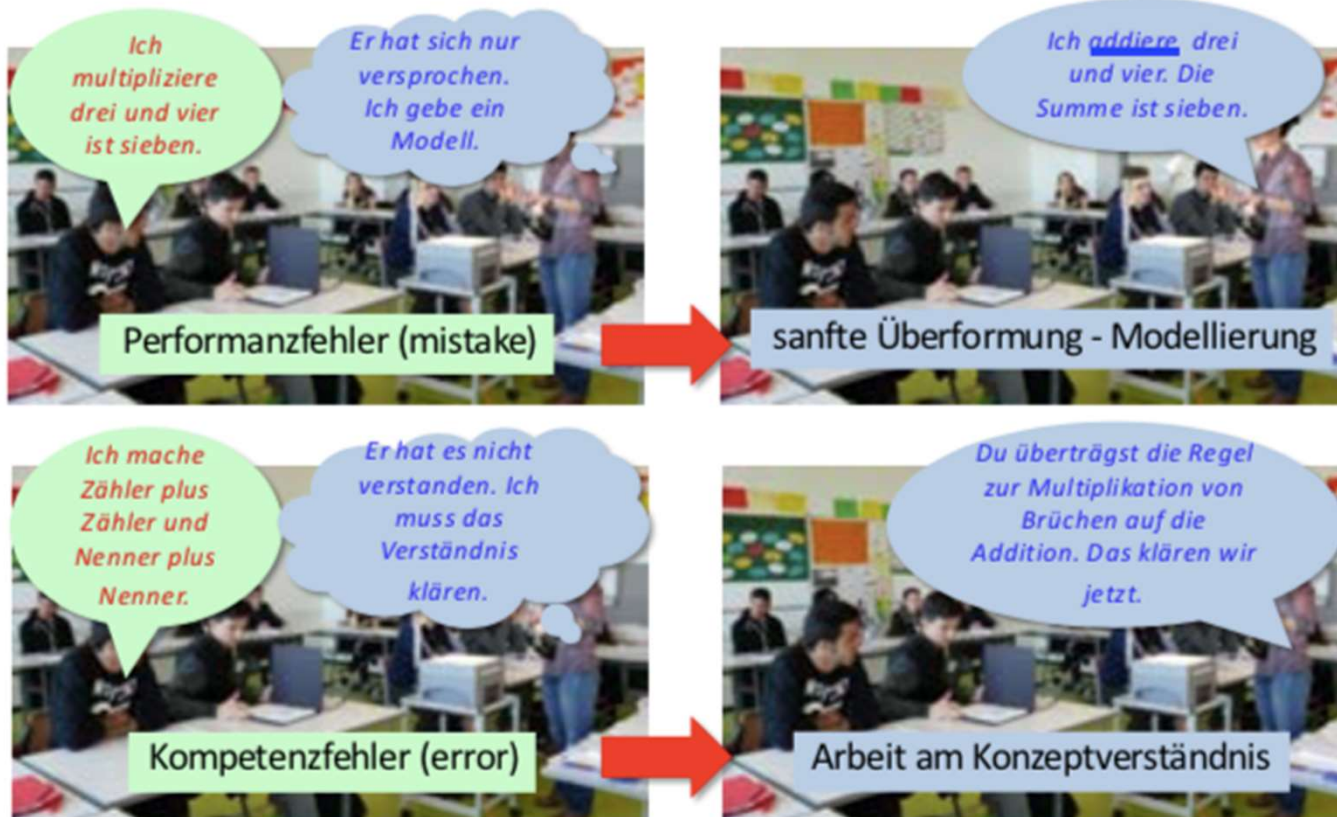 Ich
multipliziere
drei und vier
ist sieben.
Er hat sich nur
versprochen.
Ich gebe ein
Modell.
Performanzfehler (mistake)
Ich addiere drei
und vier. Die
Summe ist sieben.
sanfte Überformung - Modellierung
Ich mache
Zähler plus
Zähler und
Nenner plus
Nenner.
Er hat es nicht
verstanden. Ich
muss das
Verständnis
klären.
Kompetenzfehler (error)
Du überträgst die Regel
zur Multiplikation von
Brüchen auf die
Addition. Das klären wir
jetzt.
Arbeit am Konzeptverständnis